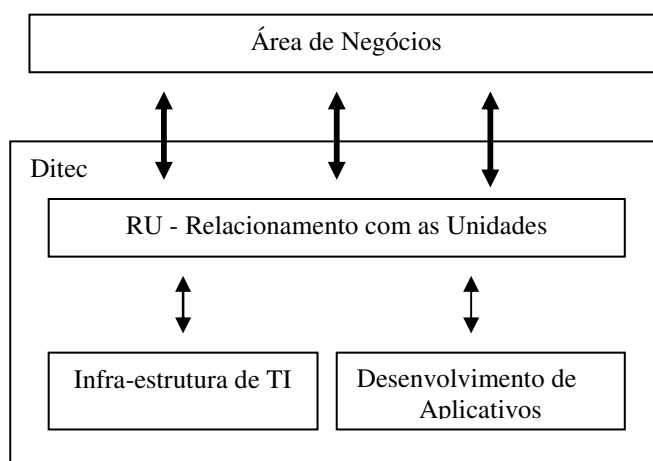 Área de Negócios
Ditec
RU - Relacionamento com as Unidades
Infra-estrutura de TI
Desenvolvimento de
Aplicativos